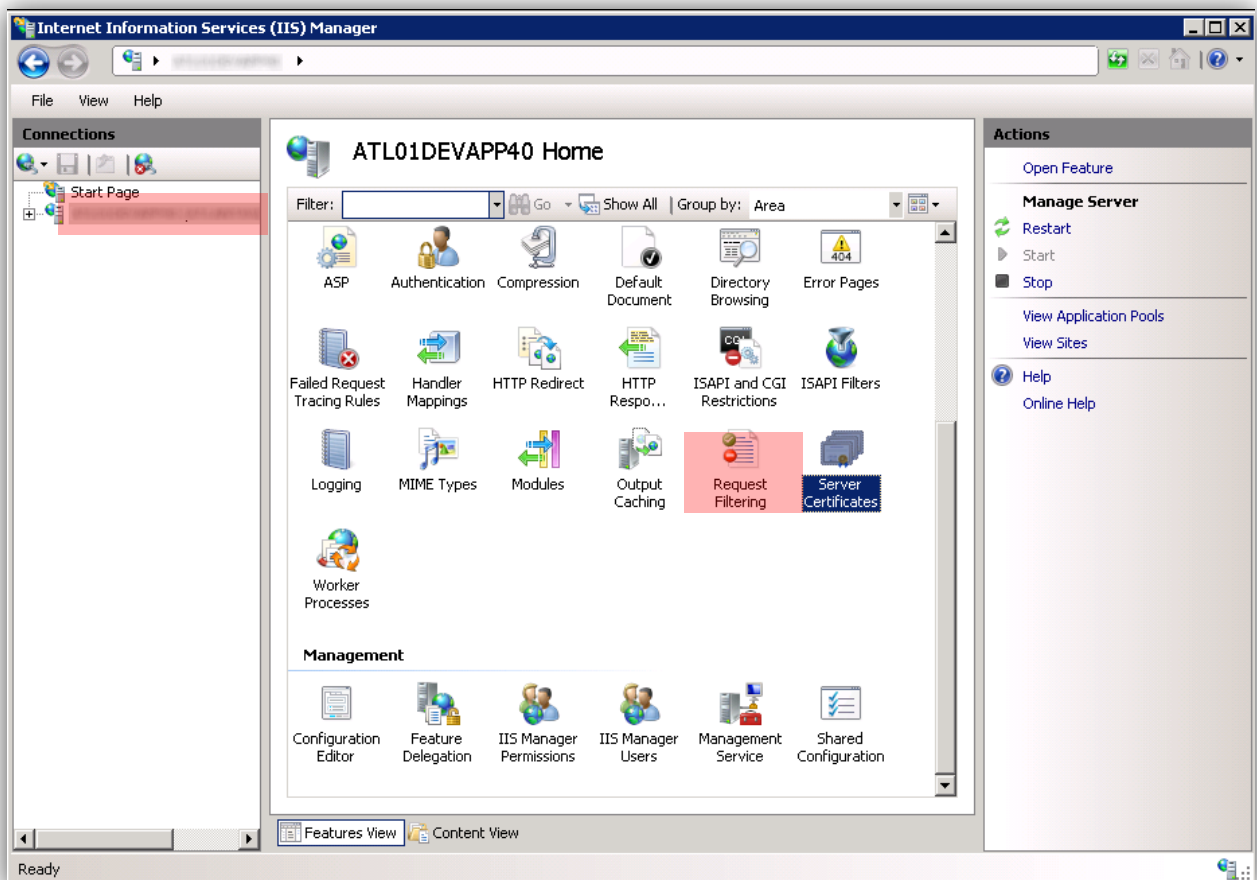 Internet Information Services (IIS) Manager
File View Help
Connections
Start Page
ATL01DEVAPP40 Home
Filter: Go Show All Group by: Area
ASP Authentication Compression Default Document Directory Browsing Error Pages
404
Failed Request Tracing Rules Handler Mappings HTTP Redirect HTTP Respo... ISAPI and CGI Restrictions ISAPI Filters
Logging MIME Types Modules Output Caching Request Filtering Server Certificates
Worker Processes
Management
Configuration Editor Feature Delegation IIS Manager Permissions IIS Manager Users Management Service Shared Configuration
Features View Content View
Actions
Open Feature
Manage Server
Restart
Start
Stop
View Application Pools
View Sites
Help
Online Help
Ready